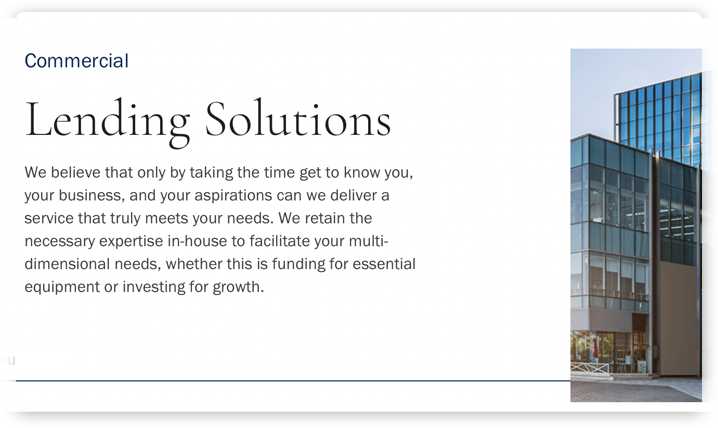 Commercial
Lending Solutions
We believe that only by taking the time get to know you,
your business, and your aspirations can we deliver a
service that truly meets your needs. We retain the
necessary expertise in-house to facilitate your multi-
dimensional needs, whether this is funding for essential
equipment or investing for growth.